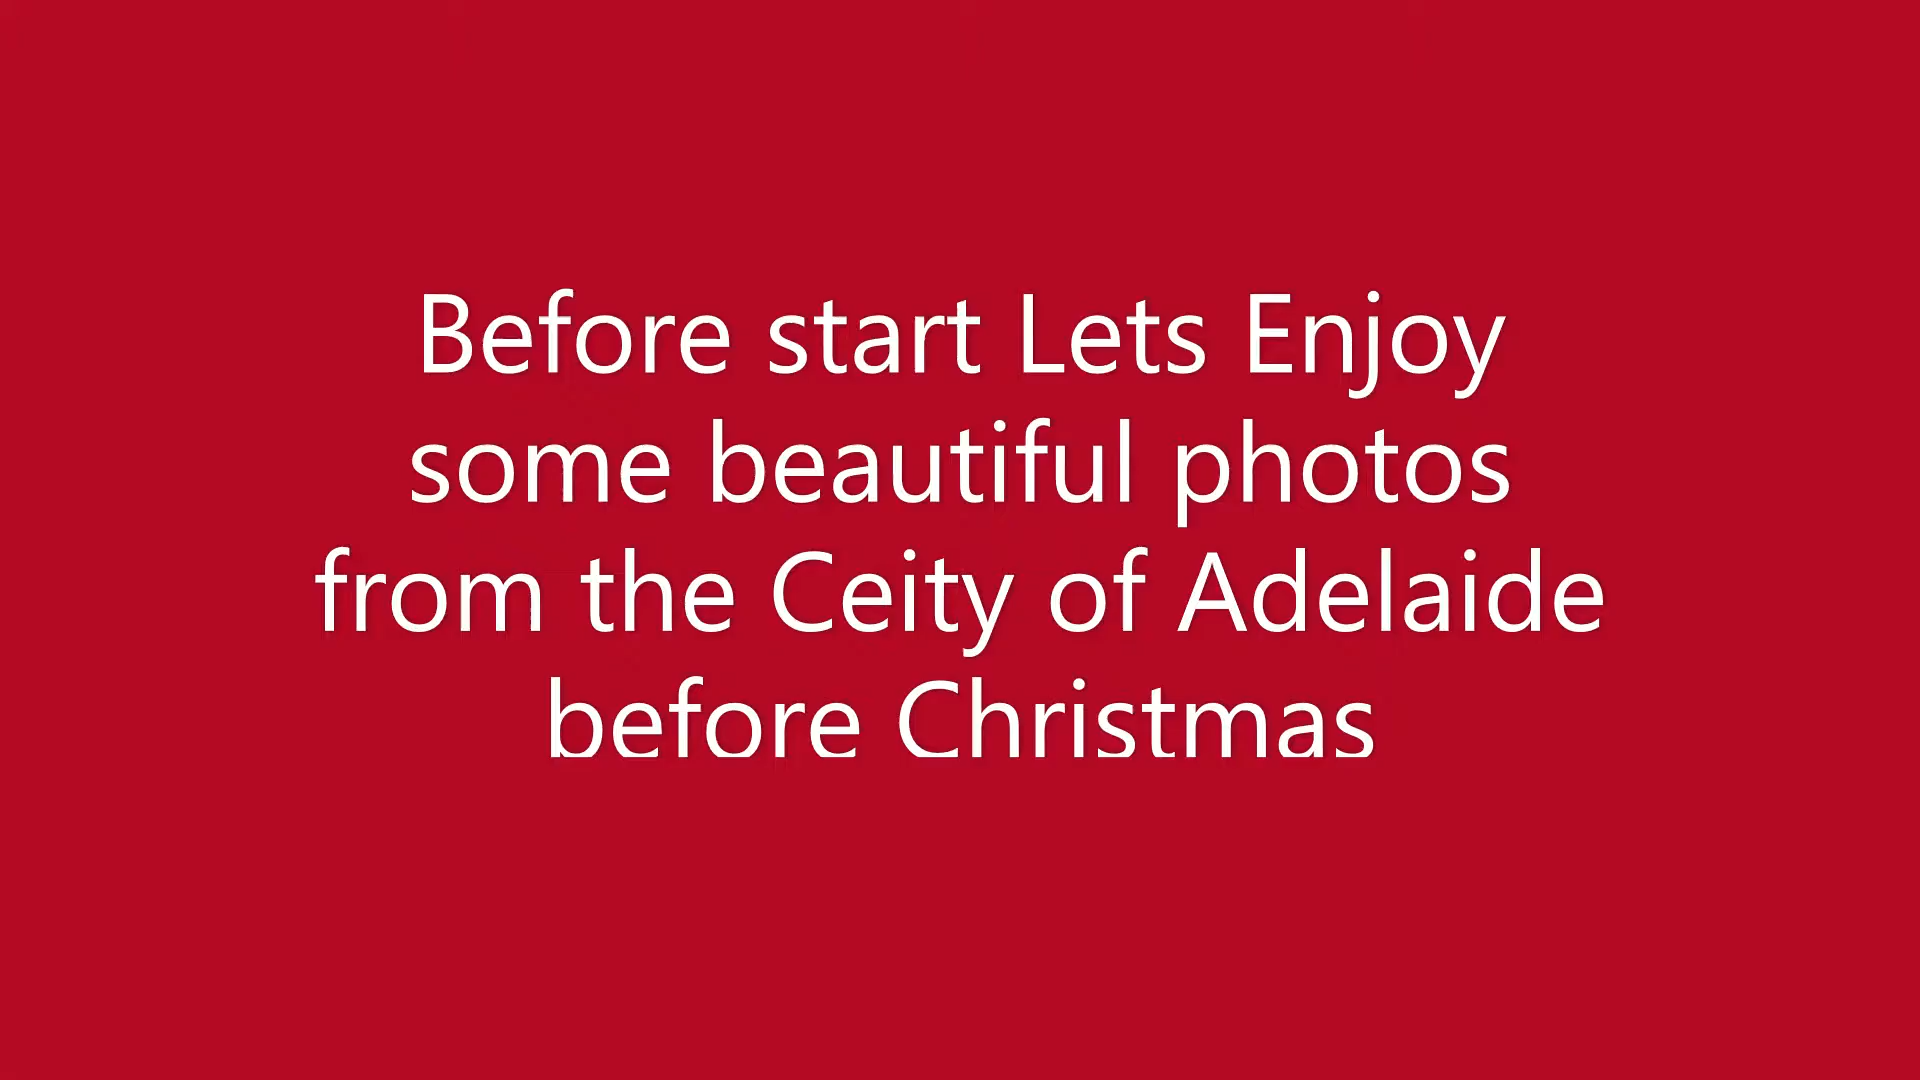 Before start Lets Enjoy
some beautiful photos
from the Ceity of Adelaide
before Christmas